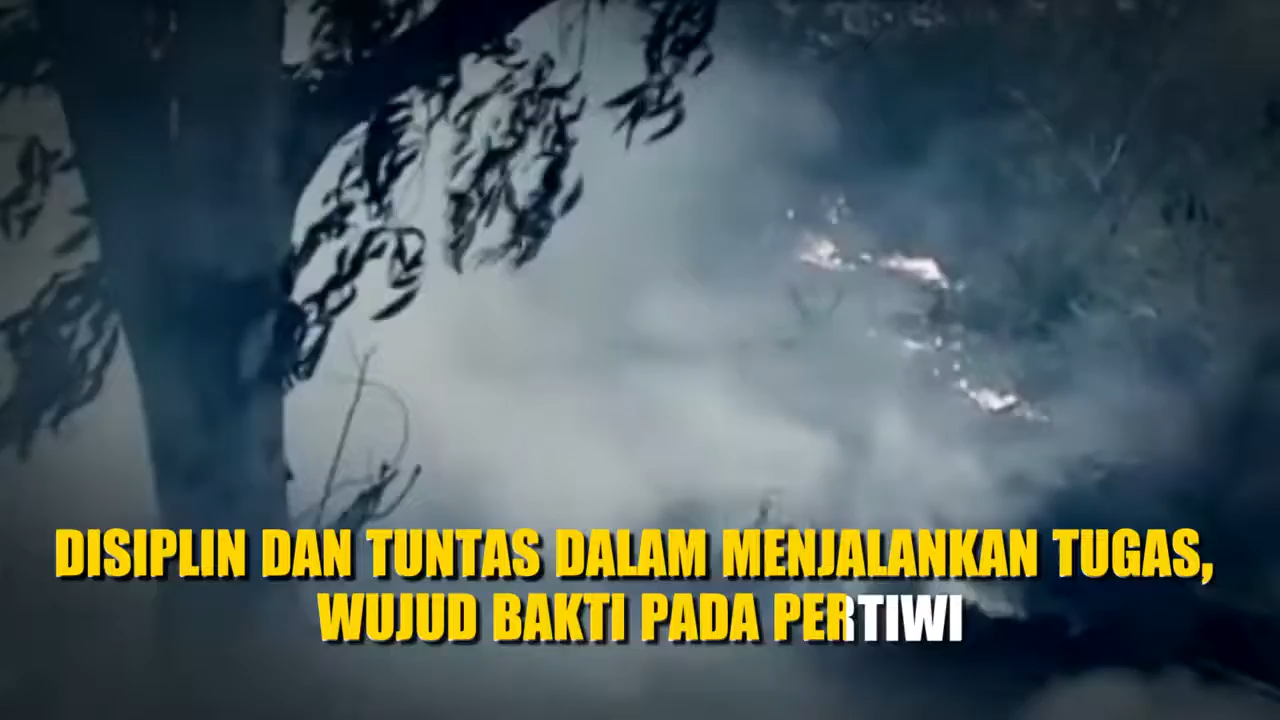 DISIPLIN DAN TUNTAS DALAM MENJALANKAN TUGAS,
WUJUD BAKTI PADA PERTIWI